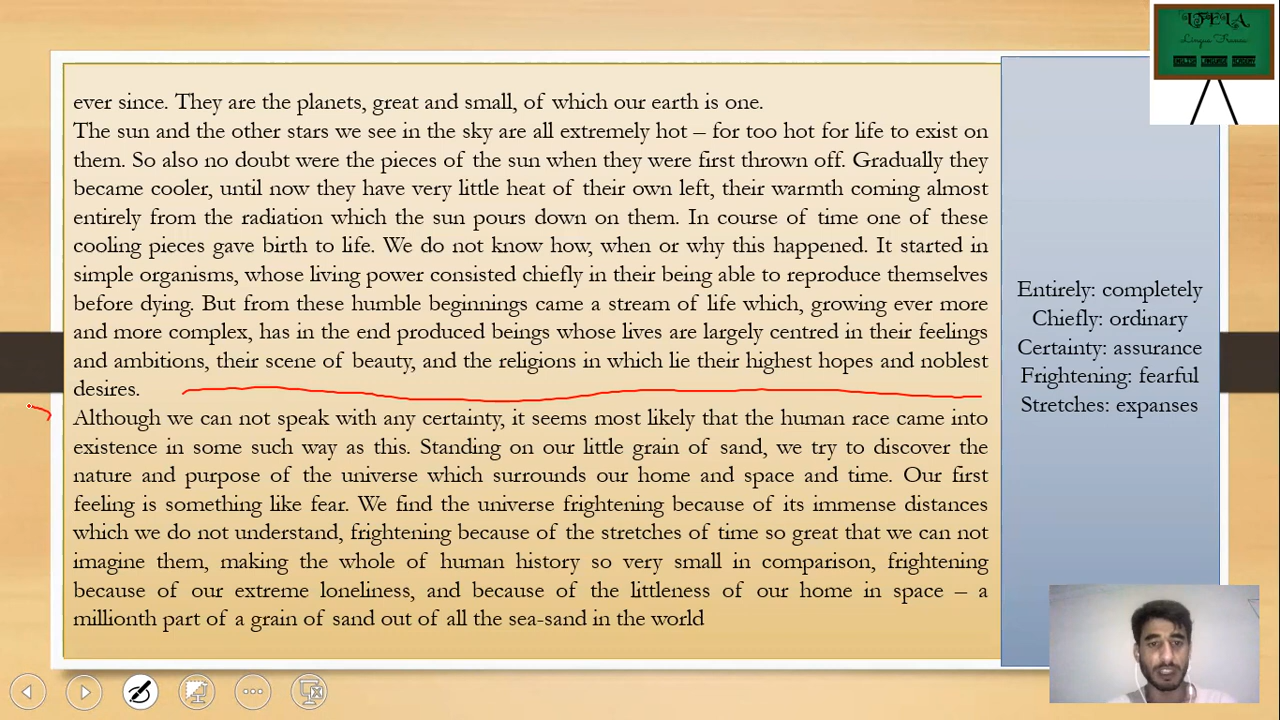 ever since. They are the planets, great and small, of which our earth is one.
The sun and the other stars we see in the sky are all extremely hot – for too hot for life to exist on
them. So also no doubt were the pieces of the sun when they were first thrown off. Gradually they
became cooler, until now they have very little heat of their own left, their warmth coming almost
entirely from the radiation which the sun pours down on them. In course of time one of these
cooling pieces gave birth to life. We do not know how, when or why this happened. It started in
simple organisms, whose living power consisted chiefly in their being able to reproduce themselves
before dying. But from these humble beginnings came a stream of life which, growing ever more
and more complex, has in the end produced beings whose lives are largely centred in their feelings
and ambitions, their scene of beauty, and the religions in which lie their highest hopes and noblest
desires.
Although we can not speak with any certainty, it seems most likely that the human race came into
existence in some such way as this. Standing on our little grain of sand, we try to discover the
nature and purpose of the universe which surrounds our home and space and time. Our first
feeling is something like fear. We find the universe frightening because of its immense distances
which we do not understand, frightening because of the stretches of time so great that we can not
imagine them, making the whole of human history so very small in comparison, frightening
because of our extreme loneliness, and because of the littleness of our home in space – a
millionth part of a grain of sand out of all the sea-sand in the world
Entirely: completely
Chiefly: ordinary
Certainty: assurance
Frightening: fearful
Stretches: expanses
Lingua Franca